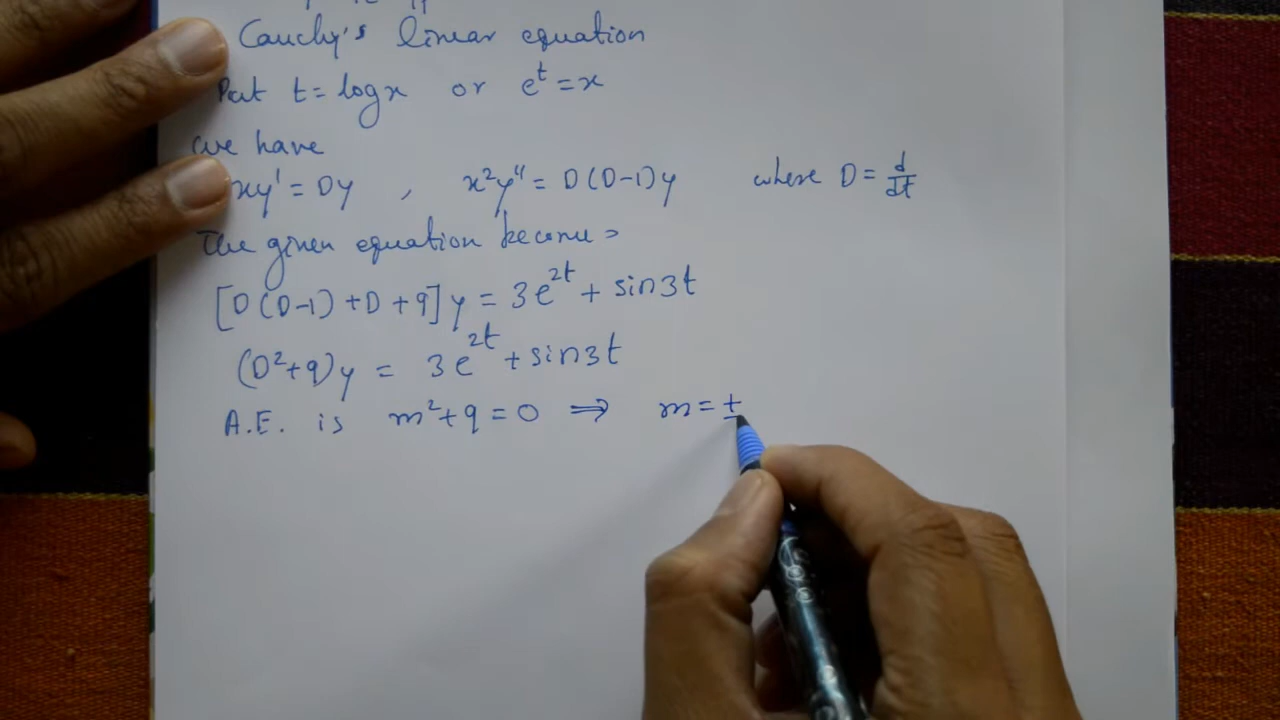 Cauchy's linear equation
Put t = log x or e^t = x
we have
xy' = Dy , x²y'' = D(D-1)y where D = d/dt
The given equation becomes
[D(D-1) + D + 9] y = 3e^2t + sin3t
(D²+9)y = 3e^2t + sin3t
A.E. is m²+9 = 0 ⇒ m = ±